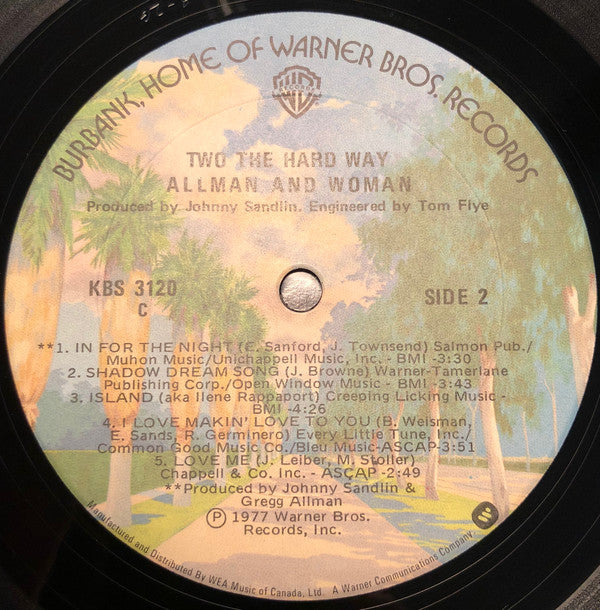 BURBANK, HOME OF WARNER BROS. RECORDS
TWO THE HARD WAY
ALLMAN AND WOMAN
Produced by Johnny Sandlin. Engineered by Tom Flye
KBS 3120
C
SIDE 2
**1. IN FOR THE NIGHT (E. Sanford, J. Townsend) Salmon Pub./
Muhon Music/Unichappell Music, Inc. - BMI -3:30
2. SHADOW DREAM SONG (J. Browne) Warner-Tamerlane
Publishing Corp./Open Window Music - BMI -3:43
3. ISLAND (aka Ilene Rappaport) Creeping Licking Music -
BMI -4:26
4. I LOVE MAKIN' LOVE TO YOU (B. Weisman,
E. Sands, R. Germinero) Every Little Tune, Inc./
Common Good Music Co./Bleu Music-ASCAP-3:51
5. LOVE ME (J. Leiber, M. Stoller)
Chappell & Co. Inc. - ASCAP -2:49
**Produced by Johnny Sandlin &
Gregg Allman
Ⓟ 1977 Warner Bros.
Records, Inc.
Manufactured and Distributed By WEA Music of Canada, Ltd. A Warner Communications Company